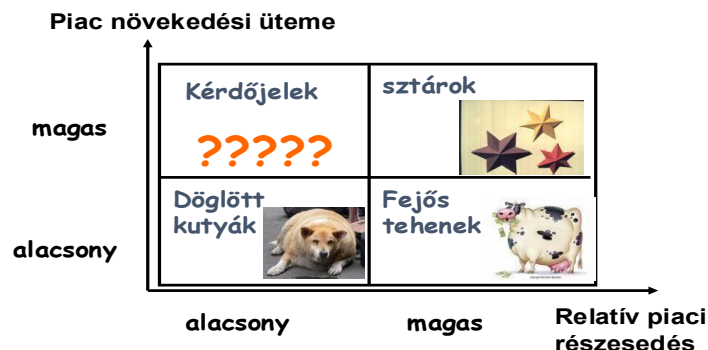 Piac növekedési üteme
Kérdőjelek
sztárok
magas
?????
Döglött
kutyák
Fejős
tehenek
alacsony
alacsony
magas
Relatív piaci
részesedés